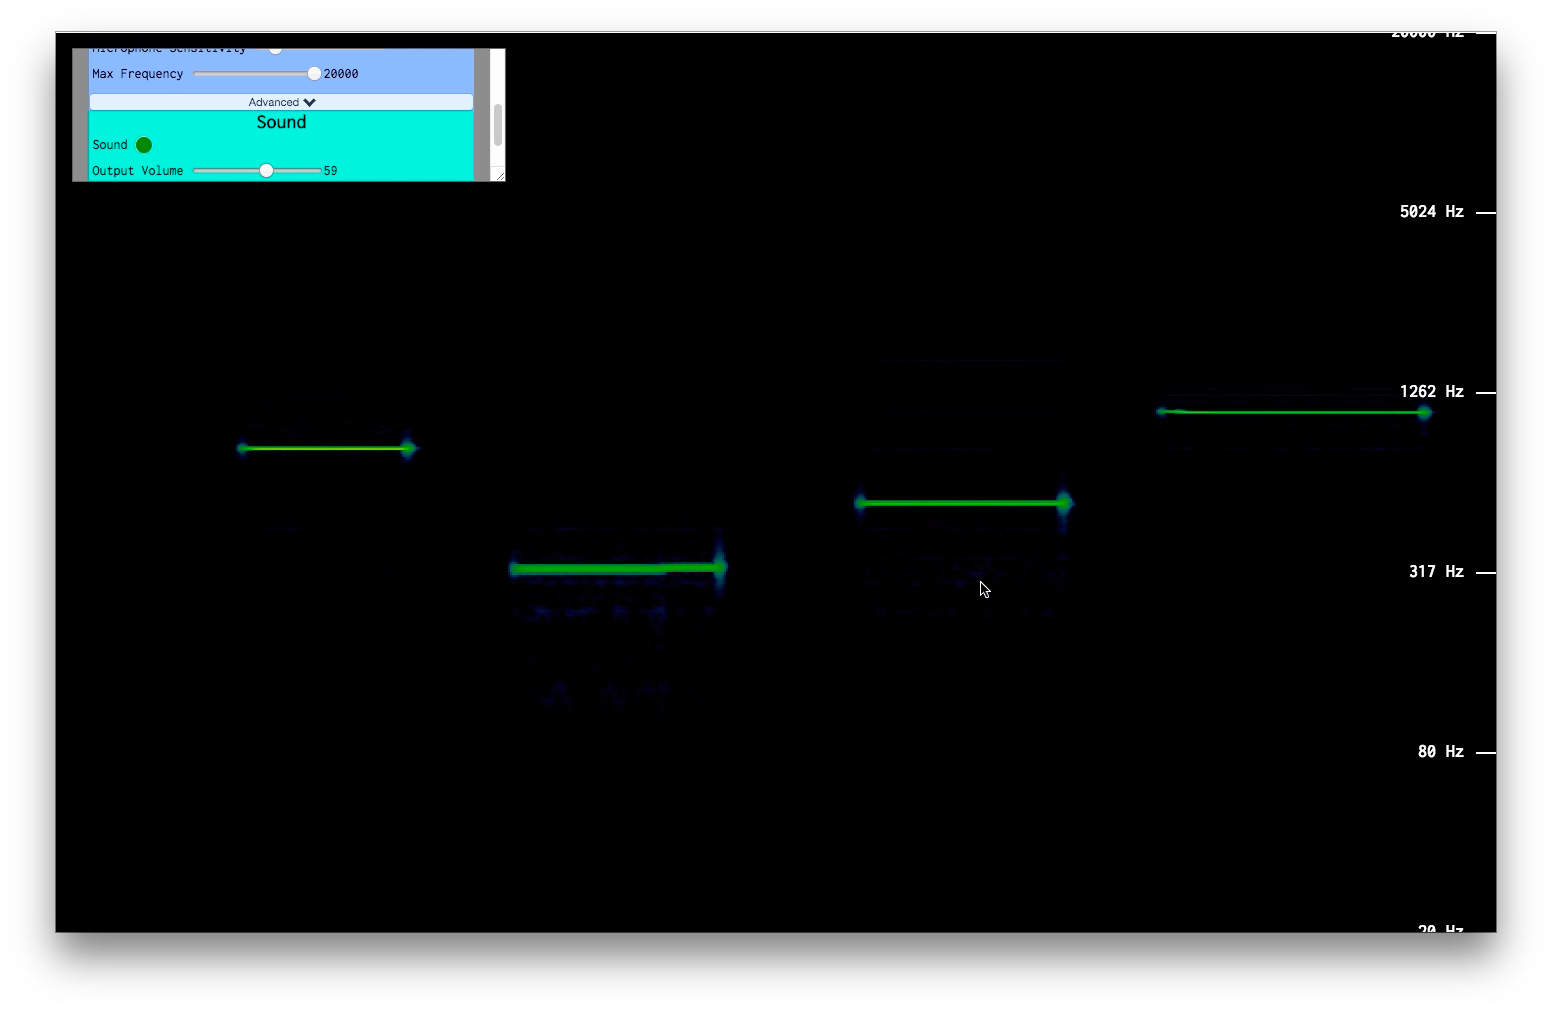 Microphone Sensitivity
Max Frequency 20000
Advanced
Sound
Sound
Output Volume 59
20000 Hz
5024 Hz
1262 Hz
317 Hz
80 Hz
20 Hz